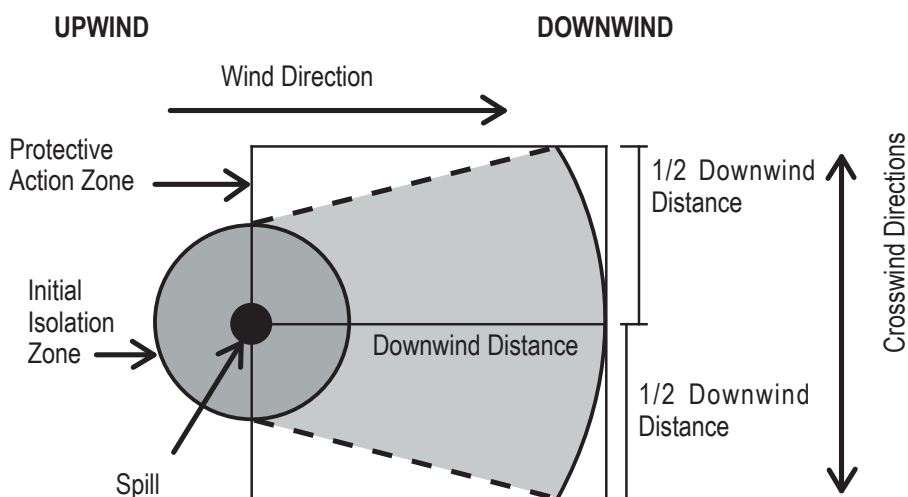 UPWIND
DOWNWIND
Wind Direction
Protective
Action Zone
1/2 Downwind
Distance
Crosswind Directions
Initial
Isolation
Zone
Downwind Distance
1/2 Downwind
Distance
Spill